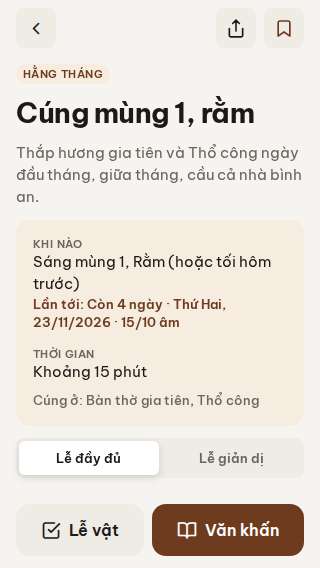 HẰNG THÁNG
Cúng mùng 1, rằm
Thắp hương gia tiên và Thổ công ngày
đầu tháng, giữa tháng, cầu cả nhà bình
an.
KHI NÀO
Sáng mùng 1, Rằm (hoặc tối hôm
trước)
Lần tới: Còn 4 ngày · Thứ Hai,
23/11/2026 · 15/10 âm
THỜI GIAN
Khoảng 15 phút
Cúng ở: Bàn thờ gia tiên, Thổ công
Lễ đầy đủ
Lễ giản dị
Lễ vật
Văn khấn